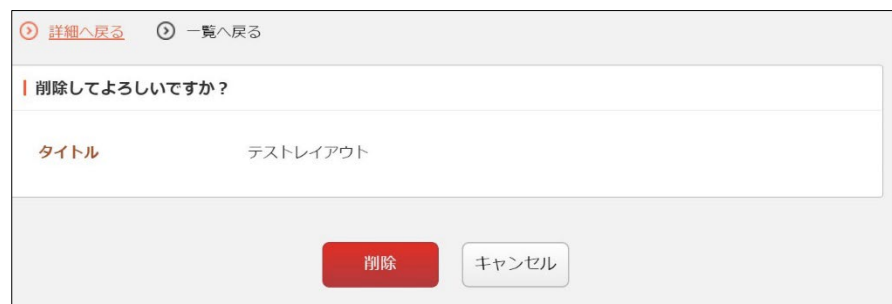 詳細へ戻る 一覧へ戻る
削除してよろしいですか？
タイトル テストレイアウト
削除 キャンセル